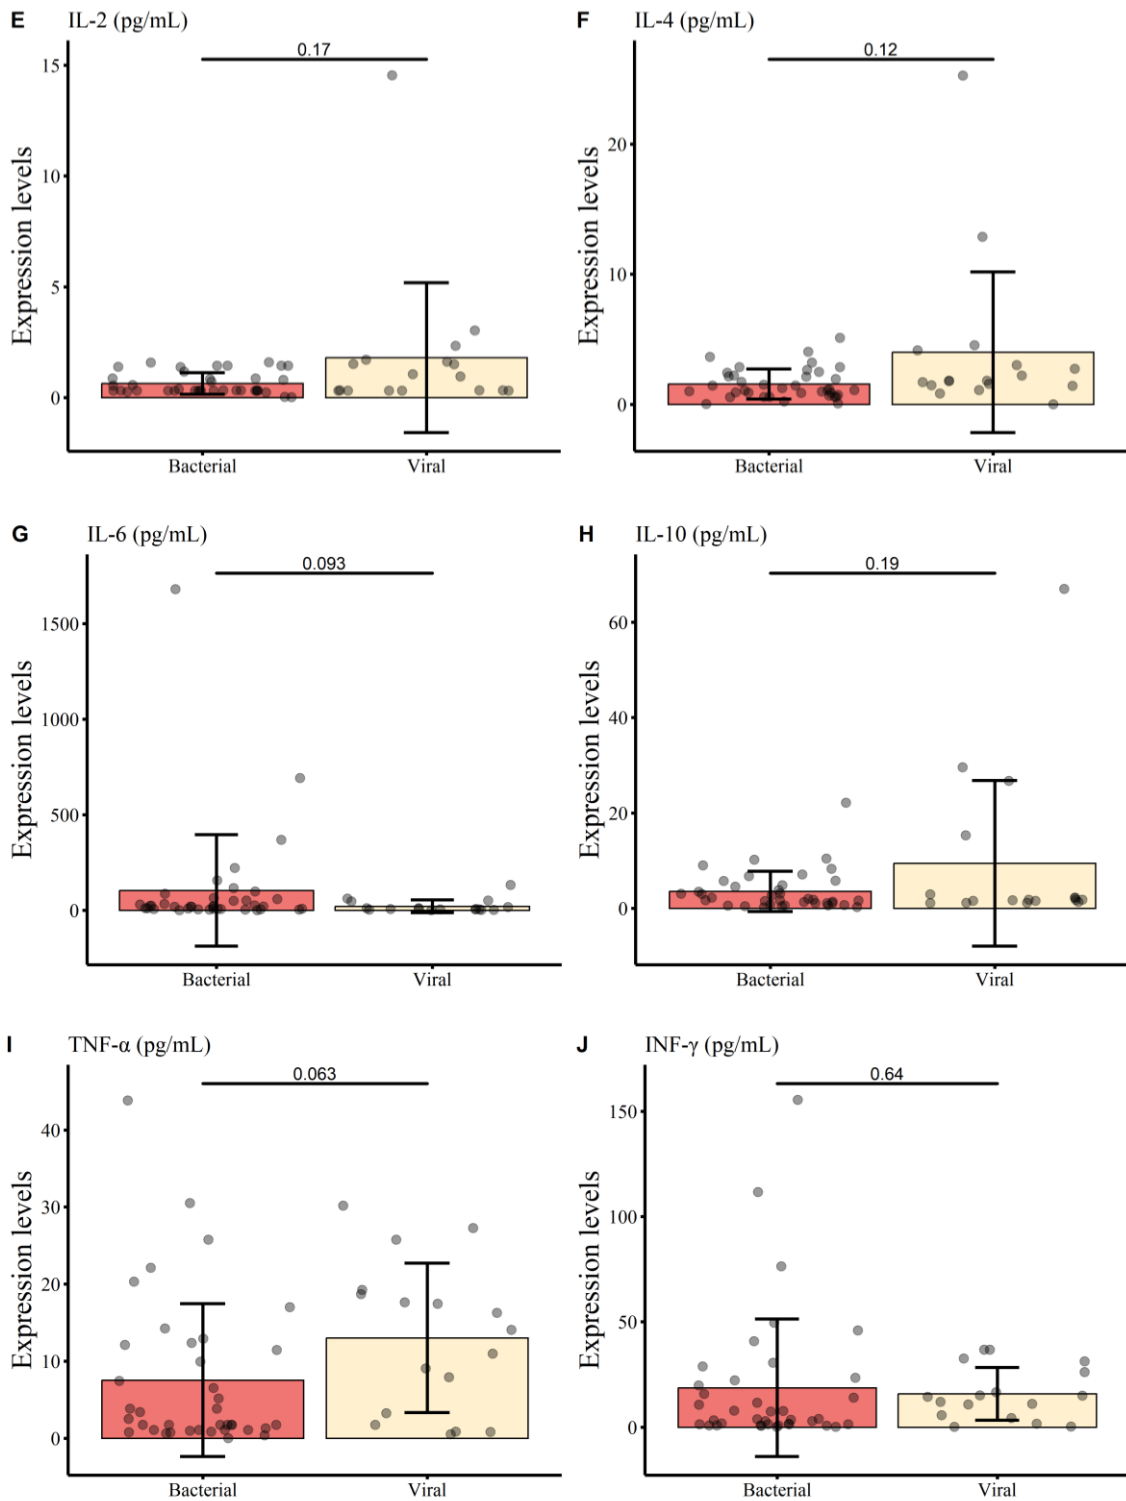 E IL-2 (pg/mL)
0.17
15
10
5
0
Expression levels
Bacterial Viral
F IL-4 (pg/mL)
0.12
20
10
0
Expression levels
Bacterial Viral
G IL-6 (pg/mL)
0.093
1500
1000
500
0
Expression levels
Bacterial Viral
H IL-10 (pg/mL)
0.19
60
40
20
0
Expression levels
Bacterial Viral
I TNF-α (pg/mL)
0.063
40
30
20
10
0
Expression levels
Bacterial Viral
J INF-γ (pg/mL)
0.64
150
100
50
0
Expression levels
Bacterial Viral